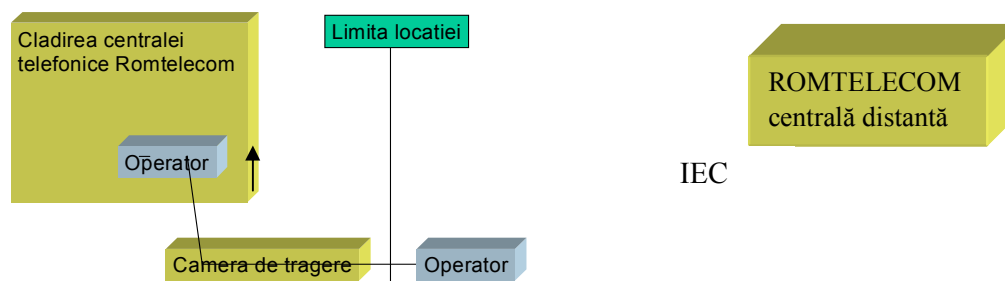 Cladirea centralei
telefonice Romtelecom
Limita locatiei
ROMTELECOM
centrală distantă
Operator
IEC
Camera de tragere
Operator